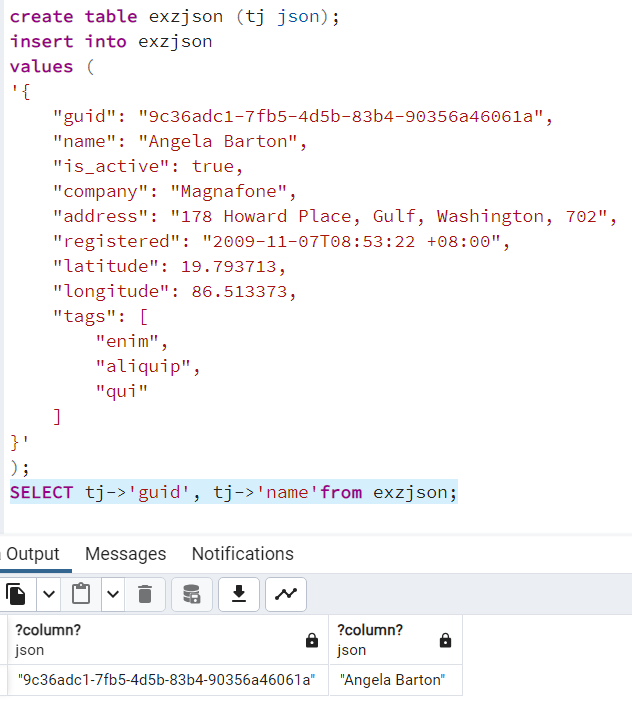 create table exzjson (tj json);
insert into exzjson
values (
'{
    "guid": "9c36adc1-7fb5-4d5b-83b4-90356a46061a",
    "name": "Angela Barton",
    "is_active": true,
    "company": "Magnafone",
    "address": "178 Howard Place, Gulf, Washington, 702",
    "registered": "2009-11-07T08:53:22 +08:00",
    "latitude": 19.793713,
    "longitude": 86.513373,
    "tags": [
        "enim",
        "aliquip",
        "qui"
    ]
}'
);
SELECT tj->'guid', tj->'name'from exzjson;
Output Messages Notifications
?column? ?column?
json json
"9c36adc1-7fb5-4d5b-83b4-90356a46061a" "Angela Barton"